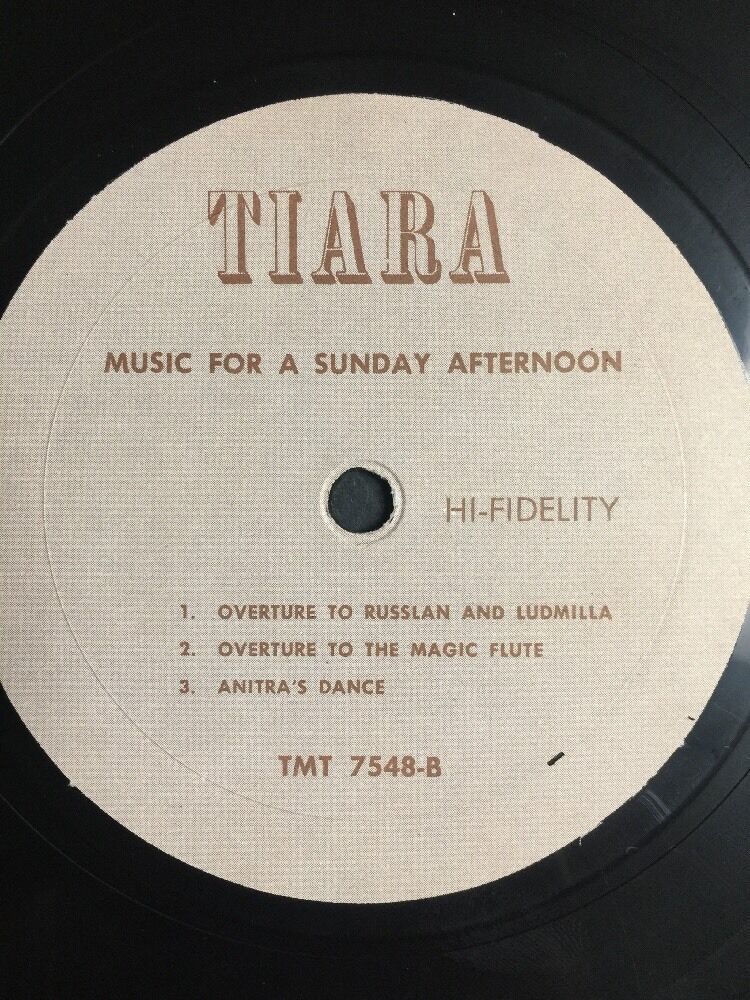 TIARA
MUSIC FOR A SUNDAY AFTERNOON
HI-FIDELITY
1. OVERTURE TO RUSSLAN AND LUDMILLA
2. OVERTURE TO THE MAGIC FLUTE
3. ANITRA'S DANCE
TMT 7548-B